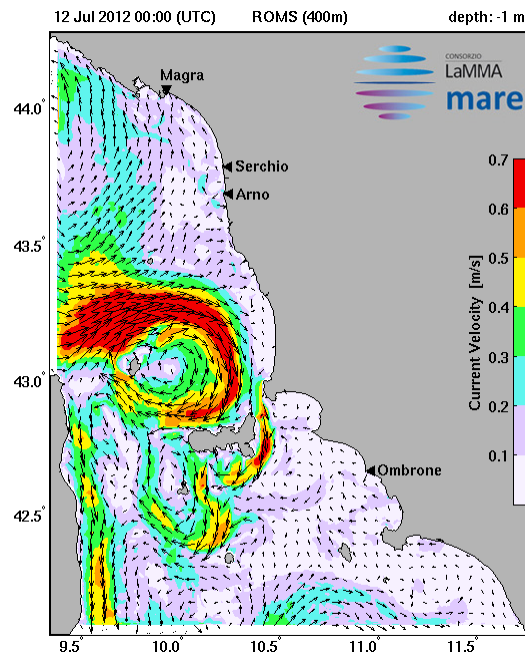 12 Jul 2012 00:00 (UTC) ROMS (400m) depth: -1 m
CONSORZIO
LaMMA
mare
Magra
Serchio
Arno
Ombrone
44.0°
43.5°
43.0°
42.5°
9.5°
10.0°
10.5°
11.0°
11.5°
Current Velocity [m/s]
0.7
0.6
0.5
0.4
0.3
0.2
0.1